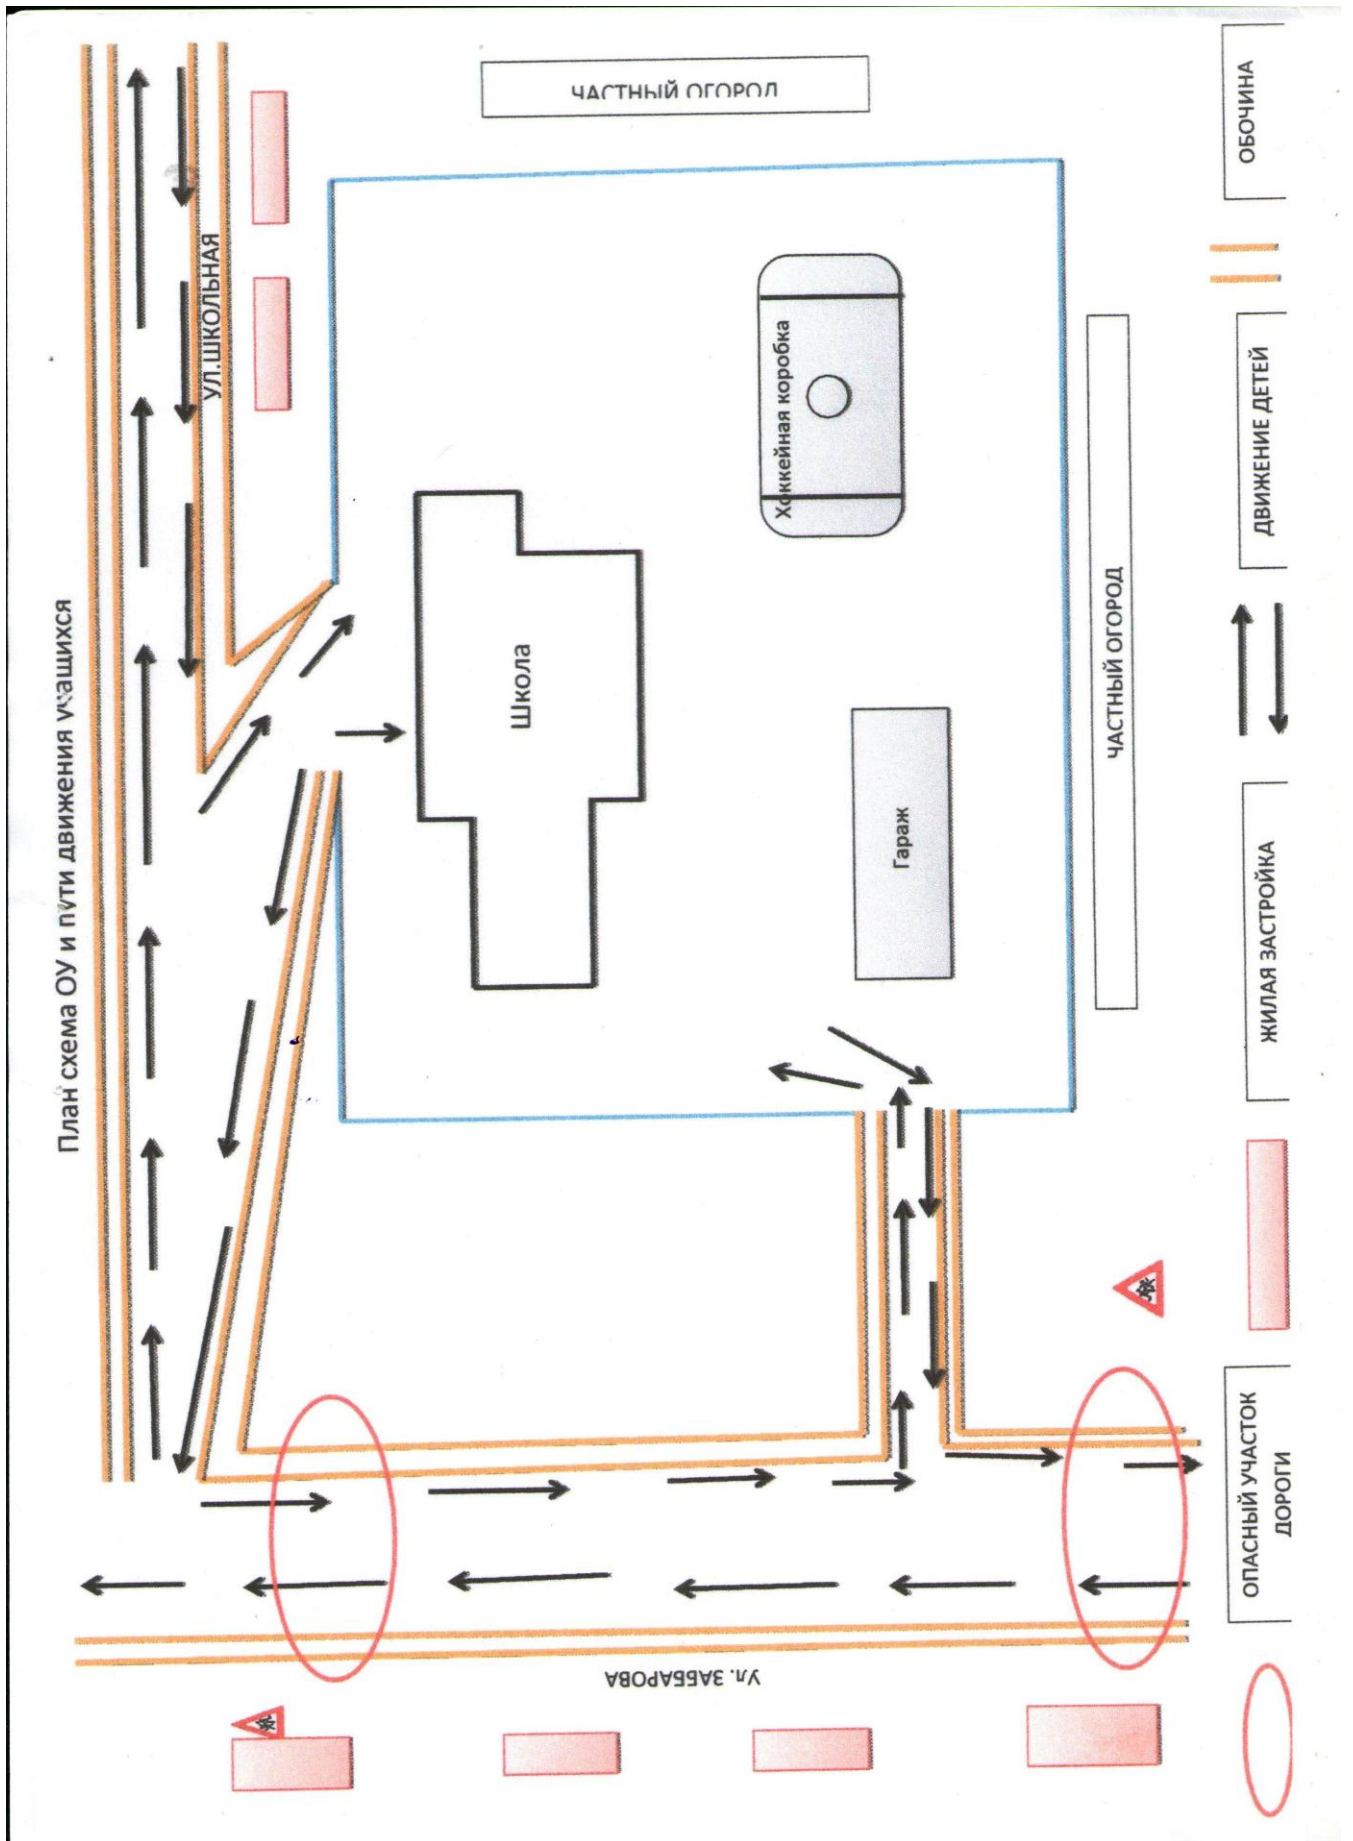 План схема ОУ и пути движения учащихся
УЛ.ШКОЛЬНАЯ
ЧАСТНЫЙ ОГОРОД
Школа
Хоккейная коробка
Гараж
Ул. ЗАББАРОВА
ЧАСТНЫЙ ОГОРОД
ОПАСНЫЙ УЧАСТОК
ДОРОГИ
ЖИЛАЯ ЗАСТРОЙКА
ДВИЖЕНИЕ ДЕТЕЙ
ОБОЧИНА